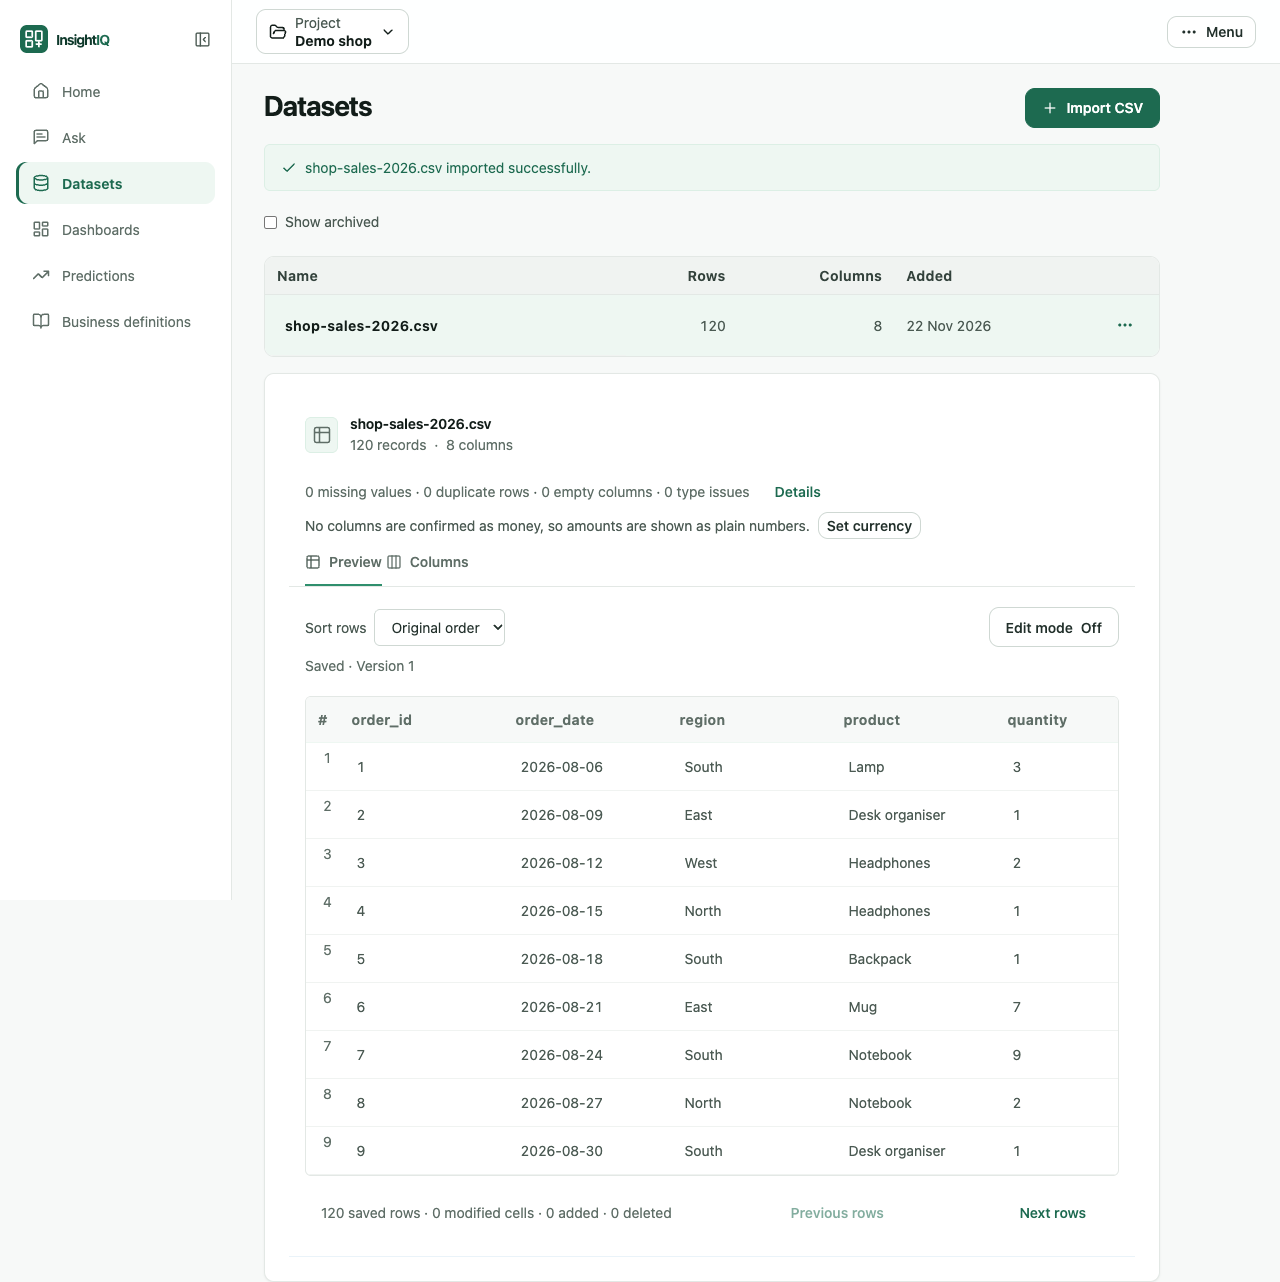 InsightIQ
Project
Demo shop
Menu
Home
Ask
Datasets
Dashboards
Predictions
Business definitions
Datasets
Import CSV
shop-sales-2026.csv imported successfully.
Show archived
Name Rows Columns Added
shop-sales-2026.csv 120 8 22 Nov 2026
shop-sales-2026.csv
120 records · 8 columns
0 missing values · 0 duplicate rows · 0 empty columns · 0 type issues Details
No columns are confirmed as money, so amounts are shown as plain numbers. Set currency
Preview Columns
Sort rows Original order Edit mode Off
Saved · Version 1
# order_id order_date region product quantity
1 1 2026-08-06 South Lamp 3
2 2 2026-08-09 East Desk organiser 1
3 3 2026-08-12 West Headphones 2
4 4 2026-08-15 North Headphones 1
5 5 2026-08-18 South Backpack 1
6 6 2026-08-21 East Mug 7
7 7 2026-08-24 South Notebook 9
8 8 2026-08-27 North Notebook 2
9 9 2026-08-30 South Desk organiser 1
120 saved rows · 0 modified cells · 0 added · 0 deleted Previous rows Next rows